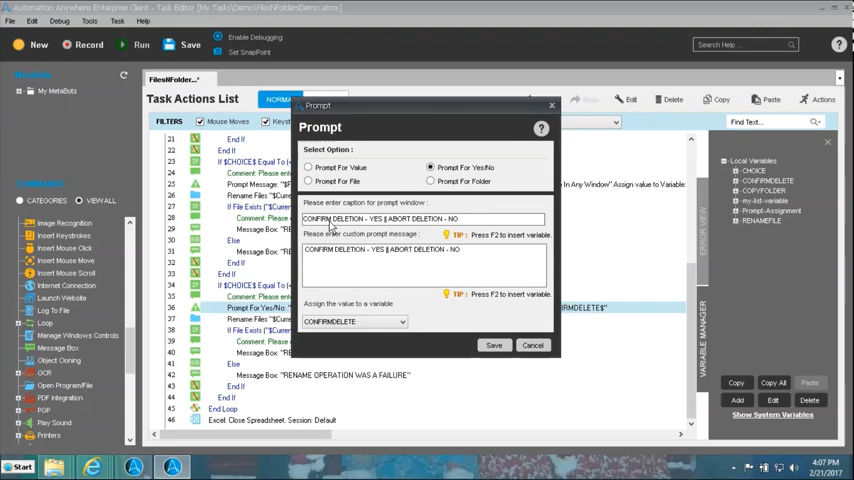 Automation Anywhere Enterprise Client - Task Editor [My Tasks\Demo\FilesNFoldenDemo.atmx]
File Edit Debug Tools Task Help
New Record Run Save Enable Debugging
Set SnapPoint
Search Help ...
MetaBots
My MetaBots
COMMANDS
CATEGORIES VIEW ALL
Image Recognition
Insert Keystrokes
Insert Mouse Click
Insert Mouse Move
Insert Mouse Scroll
Internet Connection
Launch Website
Log To File
Loop
Manage Windows Controls
Message Box
Object Cloning
OCR
Open Program/File
PDF Integration
PGP
Play Sound
Printers
FilesNFolder...*
Task Actions List
NORMA
Redo Edit Delete Copy Paste Actions
FILTERS Mouse Moves Keyst
Find Text...
21 End If
22 End If
23 If $CHOICE$ Equal To (=
24 Comment: Please ente
25 Prompt Message: "F
e In Any Window" Assign value to Variabl
26 Rename Files "$Curre
27 If File Exists ("$Curren
28 Comment: Please e
29 Message Box: "REN
30 Else
31 Message Box: "REN
32 End If
33 End If
34 If $CHOICE$ Equal To (=
35 Comment: Please ente
36 Prompt For Yes/No: "
FIRMDELETE$"
37 Rename Files "$Curre
38 If File Exists ("$Curren
39 Comment: Please e
40 Message Box: "REN
41 Else
42 Message Box: "RENAME OPERATION WAS A FAILURE"
43 End If
44 End If
45 End Loop
46 Excel: Close Spreadsheet. Session: Default
Prompt
Prompt
Select Option :
Prompt For Value Prompt For Yes/No
Prompt For File Prompt For Folder
Please enter caption for prompt window :
CONFIRM DELETION - YES || ABORT DELETION - NO
Please enter custom prompt message :
TIP : Press F2 to insert variable.
CONFIRM DELETION - YES || ABORT DELETION - NO
TIP : Press F2 to insert variable.
Assign the value to a variable
CONFIRMDELETE
Save Cancel
ERROR VIEW
VARIABLE MANAGER
Local Variables
CHOICE
CONFIRMDELETE
COPYFOLDER
my-list-variable
Prompt-Assignment
RENAMEFILE
Copy Copy All Paste
Add Edit Delete
Show System Variables
Start
4:07 PM
2/21/2017